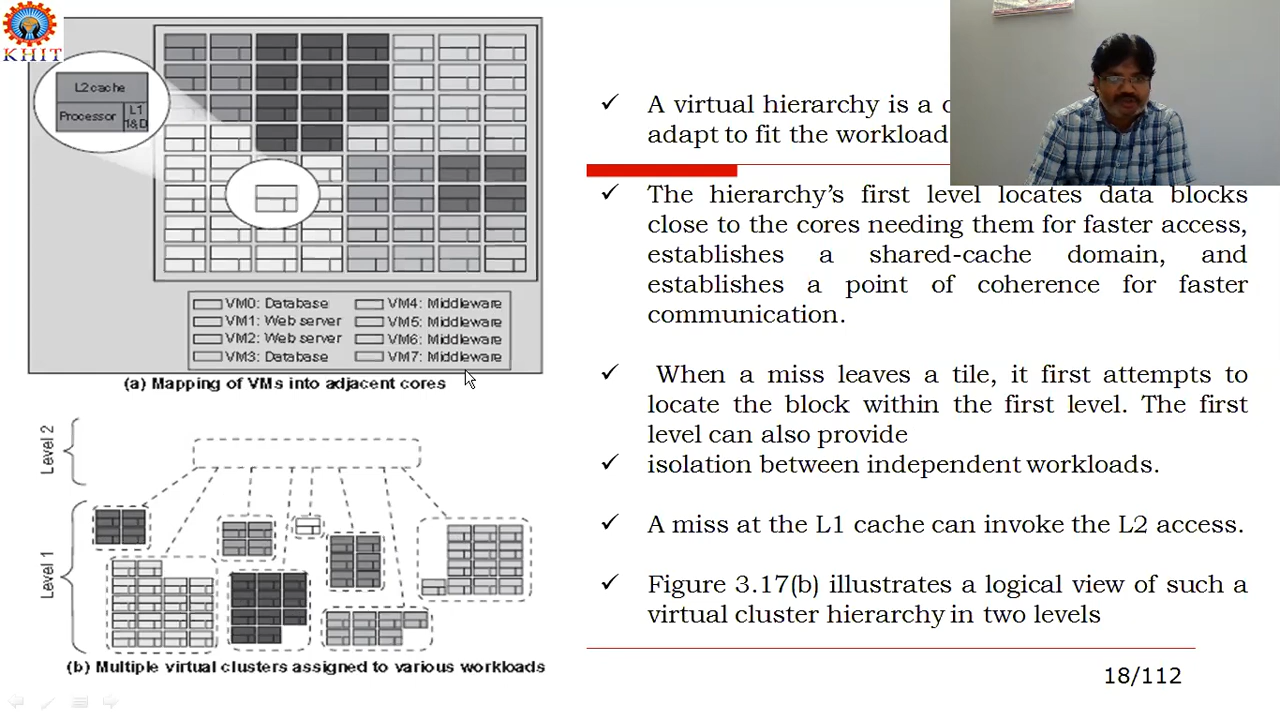 KHIT
L2 cache
Processor
L1
1&D
VM0: Database
VM4: Middleware
VM1: Web server
VM5: Middleware
VM2: Web server
VM6: Middleware
VM3: Database
VM7: Middleware
(a) Mapping of VMs into adjacent cores
Level 2
Level 1
(b) Multiple virtual clusters assigned to various workloads
✓ A virtual hierarchy is a
adapt to fit the workload
✓ The hierarchy's first level locates data blocks
close to the cores needing them for faster access,
establishes a shared-cache domain, and
establishes a point of coherence for faster
communication.
✓ When a miss leaves a tile, it first attempts to
locate the block within the first level. The first
level can also provide
✓ isolation between independent workloads.
✓ A miss at the L1 cache can invoke the L2 access.
✓ Figure 3.17(b) illustrates a logical view of such a
virtual cluster hierarchy in two levels
18/112